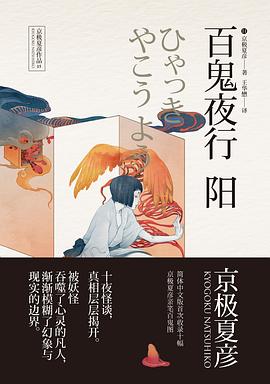 百鬼夜行 阳
ひゃっき
やこう よう
[日]京极夏彦—著
王华懋—译
京极夏彦作品
京极夏彦
KYOGOKU NATSUHIKO
简体中文版首次收录十幅
京极夏彦亲笔百鬼图
十夜怪谈，
真相层层揭开。
被妖怪
吞噬了心灵的凡人，
渐渐模糊了幻象与
现实的边界。